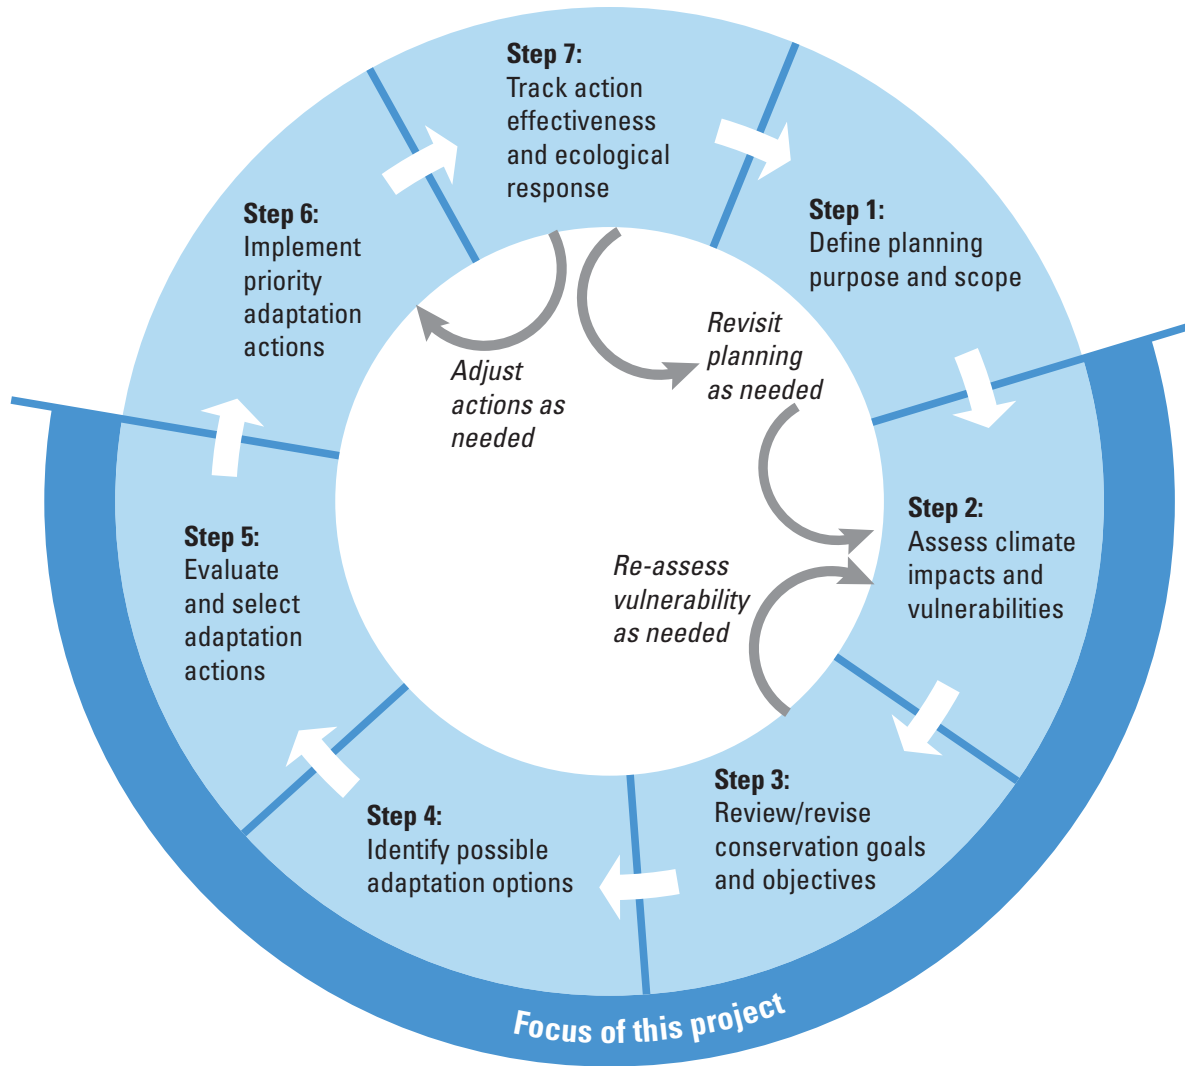 Step 7:
Track action
effectiveness
and ecological
response
Step 1:
Define planning
purpose and scope
Step 2:
Assess climate
impacts and
vulnerabilities
Step 3:
Review/revise
conservation goals
and objectives
Step 4:
Identify possible
adaptation options
Step 5:
Evaluate
and select
adaptation
actions
Step 6:
Implement
priority
adaptation
actions
Adjust
actions as
needed
Revisit
planning
as needed
Re-assess
vulnerability
as needed
Focus of this project